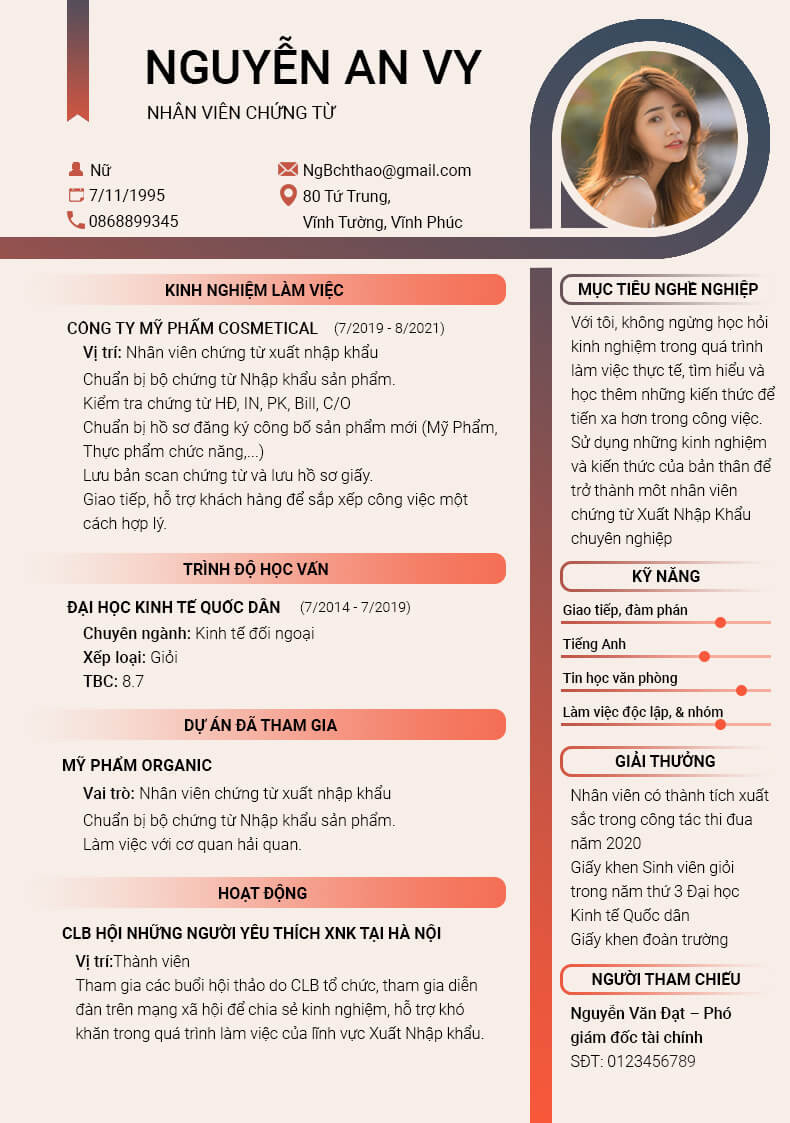 NGUYỄN AN VY
NHÂN VIÊN CHỨNG TỪ
Nữ
7/11/1995
0868899345
NgBchthao@gmail.com
80 Tứ Trung,
Vĩnh Tường, Vĩnh Phúc
KINH NGHIỆM LÀM VIỆC
CÔNG TY MỸ PHẨM COSMETICAL (7/2019 - 8/2021)
Vị trí: Nhân viên chứng từ xuất nhập khẩu
Chuẩn bị bộ chứng từ Nhập khẩu sản phẩm.
Kiểm tra chứng từ HĐ, IN, PK, Bill, C/O
Chuẩn bị hồ sơ đăng ký công bố sản phẩm mới (Mỹ Phẩm,
Thực phẩm chức năng,...)
Lưu bản scan chứng từ và lưu hồ sơ giấy.
Giao tiếp, hỗ trợ khách hàng để sắp xếp công việc một
cách hợp lý.
TRÌNH ĐỘ HỌC VẤN
ĐẠI HỌC KINH TẾ QUỐC DÂN (7/2014 - 7/2019)
Chuyên ngành: Kinh tế đối ngoại
Xếp loại: Giỏi
TBC: 8.7
DỰ ÁN ĐÃ THAM GIA
MỸ PHẨM ORGANIC
Vai trò: Nhân viên chứng từ xuất nhập khẩu
Chuẩn bị bộ chứng từ Nhập khẩu sản phẩm.
Làm việc với cơ quan hải quan.
HOẠT ĐỘNG
CLB HỘI NHỮNG NGƯỜI YÊU THÍCH XNK TẠI HÀ NỘI
Vị trí:Thành viên
Tham gia các buổi hội thảo do CLB tổ chức, tham gia diễn
đàn trên mạng xã hội để chia sẻ kinh nghiệm, hỗ trợ khó
khăn trong quá trình làm việc của lĩnh vực Xuất Nhập khẩu.
MỤC TIÊU NGHỀ NGHIỆP
Với tôi, không ngừng học hỏi
kinh nghiệm trong quá trình
làm việc thực tế, tìm hiểu và
học thêm những kiến thức để
tiến xa hơn trong công việc.
Sử dụng những kinh nghiệm
và kiến thức của bản thân để
trở thành môt nhân viên
chứng từ Xuất Nhập Khẩu
chuyên nghiệp
KỸ NĂNG
Giao tiếp, đàm phán
Tiếng Anh
Tin học văn phòng
Làm việc độc lập, & nhóm
GIẢI THƯỞNG
Nhân viên có thành tích xuất
sắc trong công tác thi đua
năm 2020
Giấy khen Sinh viên giỏi
trong năm thứ 3 Đại học
Kinh tế Quốc dân
Giấy khen đoàn trường
NGƯỜI THAM CHIẾU
Nguyễn Văn Đạt – Phó
giám đốc tài chính
SĐT: 0123456789